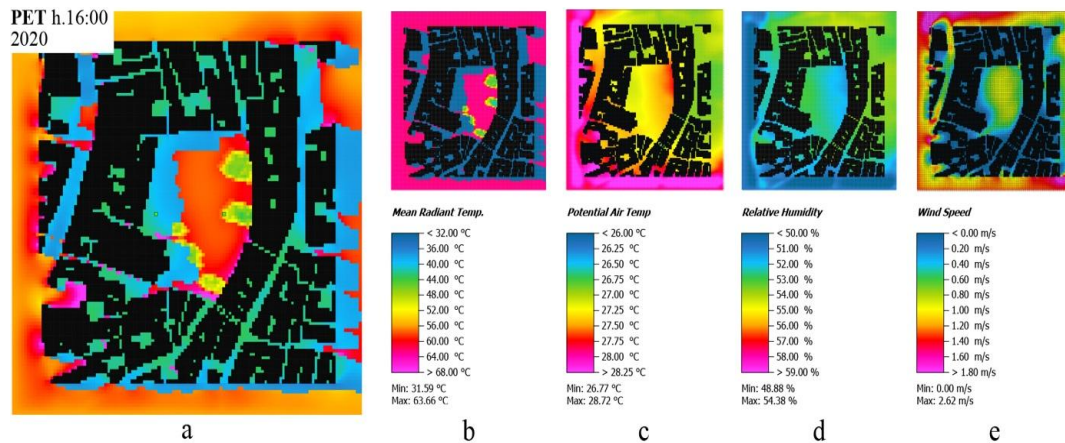 PET h.16:00
2020
Mean Radiant Temp.
< 32.00 °C
36.00 °C
40.00 °C
44.00 °C
48.00 °C
52.00 °C
56.00 °C
60.00 °C
64.00 °C
> 68.00 °C
Min: 31.59 °C
Max: 63.66 °C
Potential Air Temp
< 26.00 °C
26.25 °C
26.50 °C
26.75 °C
27.00 °C
27.25 °C
27.50 °C
27.75 °C
28.00 °C
> 28.25 °C
Min: 26.77 °C
Max: 28.72 °C
Relative Humidity
< 50.00 %
51.00 %
52.00 %
53.00 %
54.00 %
55.00 %
56.00 %
57.00 %
58.00 %
> 59.00 %
Min: 48.88 %
Max: 54.38 %
Wind Speed
< 0.00 m/s
0.20 m/s
0.40 m/s
0.60 m/s
0.80 m/s
1.00 m/s
1.20 m/s
1.40 m/s
1.60 m/s
> 1.80 m/s
Min: 0.00 m/s
Max: 2.62 m/s
a
b
c
d
e